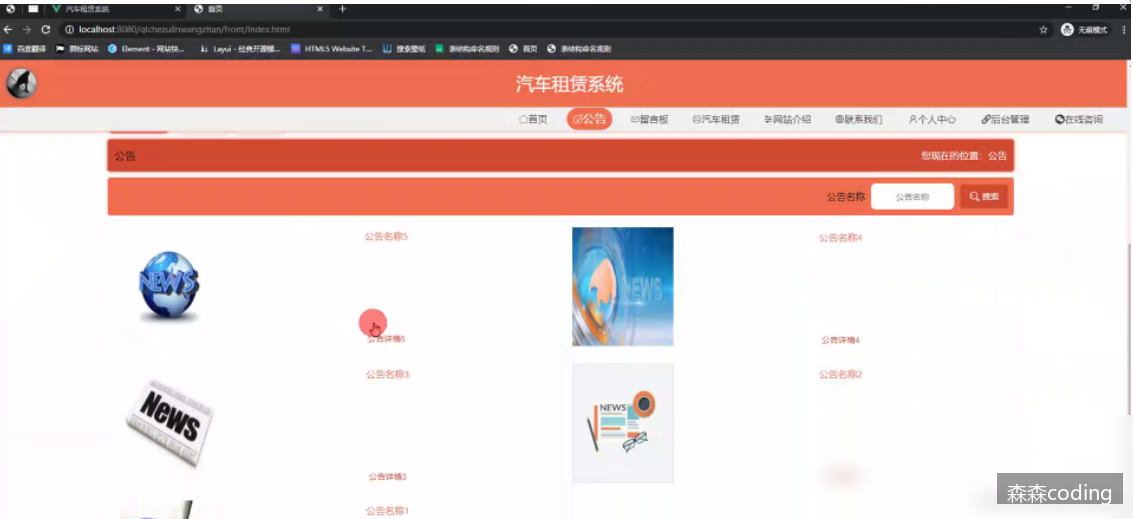 汽车租赁系统
首页
localhost:8080/qichezulinwangzhan/front/index.html
无痕模式
百度翻译
Element - 网站快...
Layui - 经典开源模...
HTML5 Website T...
搜索壁纸
表结构命名规则
首页
表结构命名规则
汽车租赁系统
首页
公告
留言板
汽车租赁
网站介绍
联系我们
个人中心
后台管理
在线咨询
公告
您现在的位置：公告
公告名称
公告名称
搜索
NEWS
公告名称5
公告详情5
NEWS
公告名称4
公告详情4
News
公告名称3
公告详情3
NEWS
公告名称2
公告名称1
森森coding